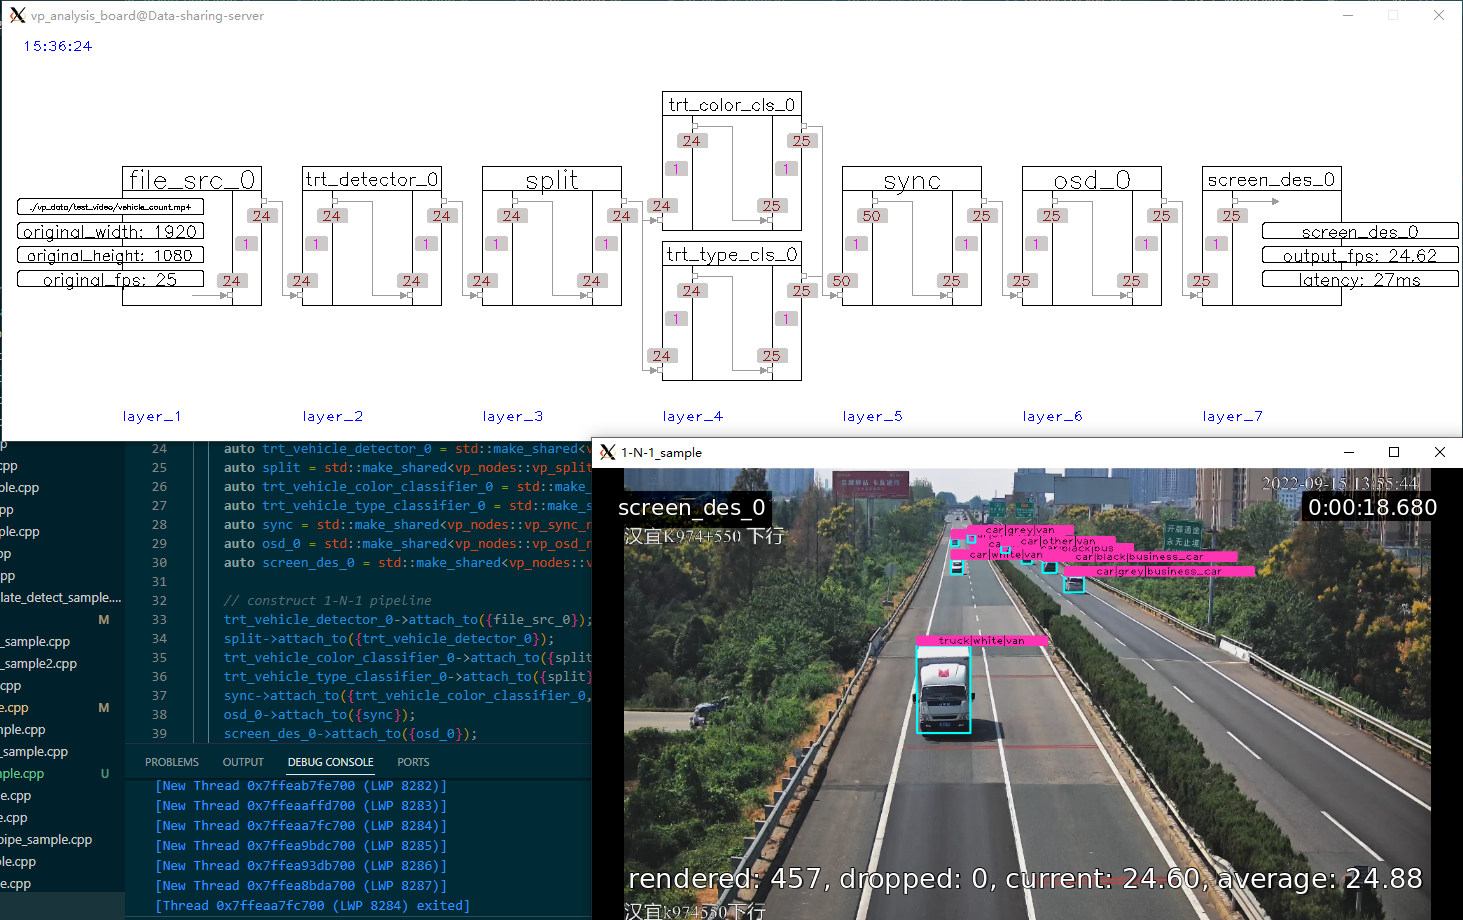 vp_analysis_board@Data-sharing-server
15:36:24
trt_color_cls_0
24
25
1
1
24
25
file_src_0
./vp_data/test_video/vehicle_count.mp4
original_width: 1920
original_height: 1080
original_fps: 25
24
1
24
trt_detector_0
24
24
1
1
24
24
split
24
24
1
1
24
24
trt_type_cls_0
24
25
1
1
24
25
sync
50
25
1
1
50
25
osd_0
25
25
1
1
25
25
screen_des_0
25
1
25
screen_des_0
output_fps: 24.62
latency: 27ms
layer_1
layer_2
layer_3
layer_4
layer_5
layer_6
layer_7
cpp
ple.cpp
pp
ple.cpp
pp
cpp
late_detect_sample....
M
_sample.cpp
_sample2.cpp
cpp
e.cpp
M
mple.cpp
_sample.cpp
mple.cpp
U
e.cpp
e.cpp
pipe_sample.cpp
ple.cpp
e.cpp
24 auto trt_vehicle_detector_0 = std::make_shared<v
25 auto split = std::make_shared<vp_nodes::vp_split
26 auto trt_vehicle_color_classifier_0 = std::make_
27 auto trt_vehicle_type_classifier_0 = std::make_s
28 auto sync = std::make_shared<vp_nodes::vp_sync_n
29 auto osd_0 = std::make_shared<vp_nodes::vp_osd_n
30 auto screen_des_0 = std::make_shared<vp_nodes::v
31
32 // construct 1-N-1 pipeline
33 trt_vehicle_detector_0->attach_to({file_src_0});
34 split->attach_to({trt_vehicle_detector_0});
35 trt_vehicle_color_classifier_0->attach_to({split
36 trt_vehicle_type_classifier_0->attach_to({split}
37 sync->attach_to({trt_vehicle_color_classifier_0,
38 osd_0->attach_to({sync});
39 screen_des_0->attach_to({osd_0});
PROBLEMS OUTPUT DEBUG CONSOLE PORTS
[New Thread 0x7ffeab7fe700 (LWP 8282)]
[New Thread 0x7ffeaaffd700 (LWP 8283)]
[New Thread 0x7ffeaa7fc700 (LWP 8284)]
[New Thread 0x7ffea9bdc700 (LWP 8285)]
[New Thread 0x7ffea93db700 (LWP 8286)]
[New Thread 0x7ffea8bda700 (LWP 8287)]
[Thread 0x7ffeaa7fc700 (LWP 8284) exited]
1-N-1_sample
2022-09-15 13:55:44
screen_des_0
0:00:18.680
汉宜K974+550 下行
开辟通途
永无止境
car|grey|van
car|other|van
car|black|bus
car|white|van
car|black|business_car
car|grey|business_car
truck|white|van
rendered: 457, dropped: 0, current: 24.60, average: 24.88
汉宜k974550下行